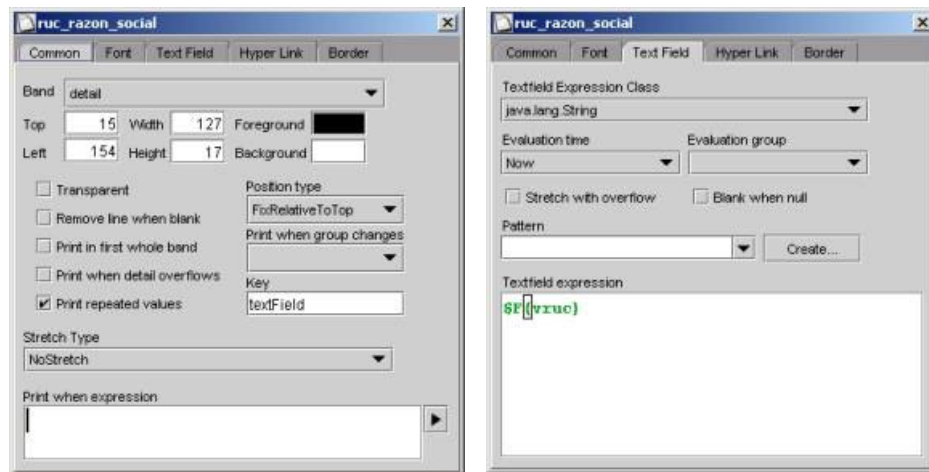 ruc_razon_social
Common Font Text Field Hyper Link Border
Band detail
Top 15 Width 127 Foreground
Left 154 Height 17 Background
Transparent
Position type
Remove line when blank
FixRelativeToTop
Print in first whole band
Print when group changes
Print when detail overflows
Key
Print repeated values
textField
Stretch Type
NoStretch
Print when expression
ruc_razon_social
Common Font Text Field Hyper Link Border
Textfield Expression Class
java.lang.String
Evaluation time Evaluation group
Now
Stretch with overflow Blank when null
Pattern
Create...
Textfield expression
$F{vruc}